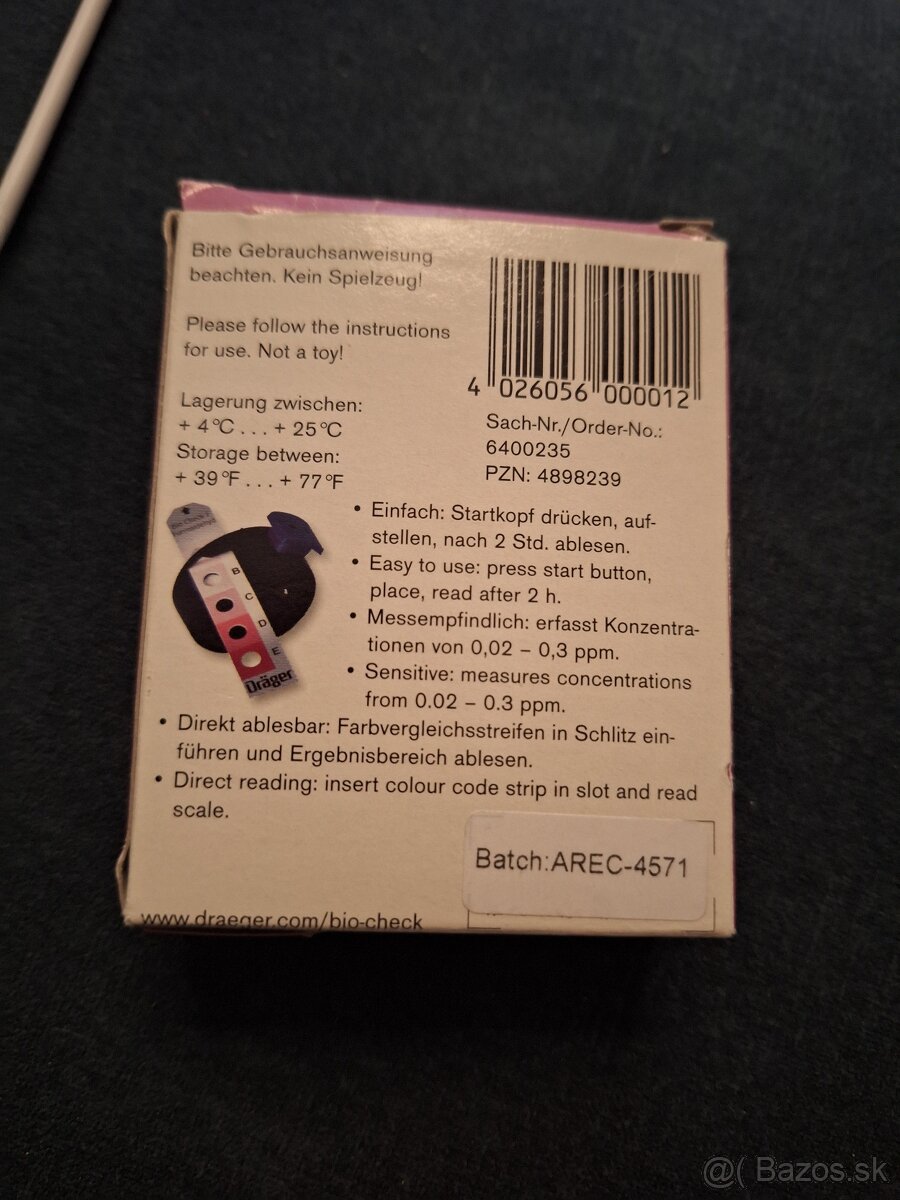 Bitte Gebrauchsanweisung
beachten. Kein Spielzeug!
Please follow the instructions
for use. Not a toy!
Lagerung zwischen:
+ 4°C . . . + 25°C
Storage between:
+ 39°F . . . + 77°F
4 026056 000012
Sach-Nr./Order-No.:
6400235
PZN: 4898239
B
C
D
E
Dräger
• Einfach: Startkopf drücken, auf-
stellen, nach 2 Std. ablesen.
• Easy to use: press start button,
place, read after 2 h.
• Messempfindlich: erfasst Konzentra-
tionen von 0,02 – 0,3 ppm.
• Sensitive: measures concentrations
from 0.02 – 0.3 ppm.
• Direkt ablesbar: Farbvergleichsstreifen in Schlitz ein-
führen und Ergebnisbereich ablesen.
• Direct reading: insert colour code strip in slot and read
scale.
Batch:AREC-4571
www.draeger.com/bio-check
@( Bazos.sk